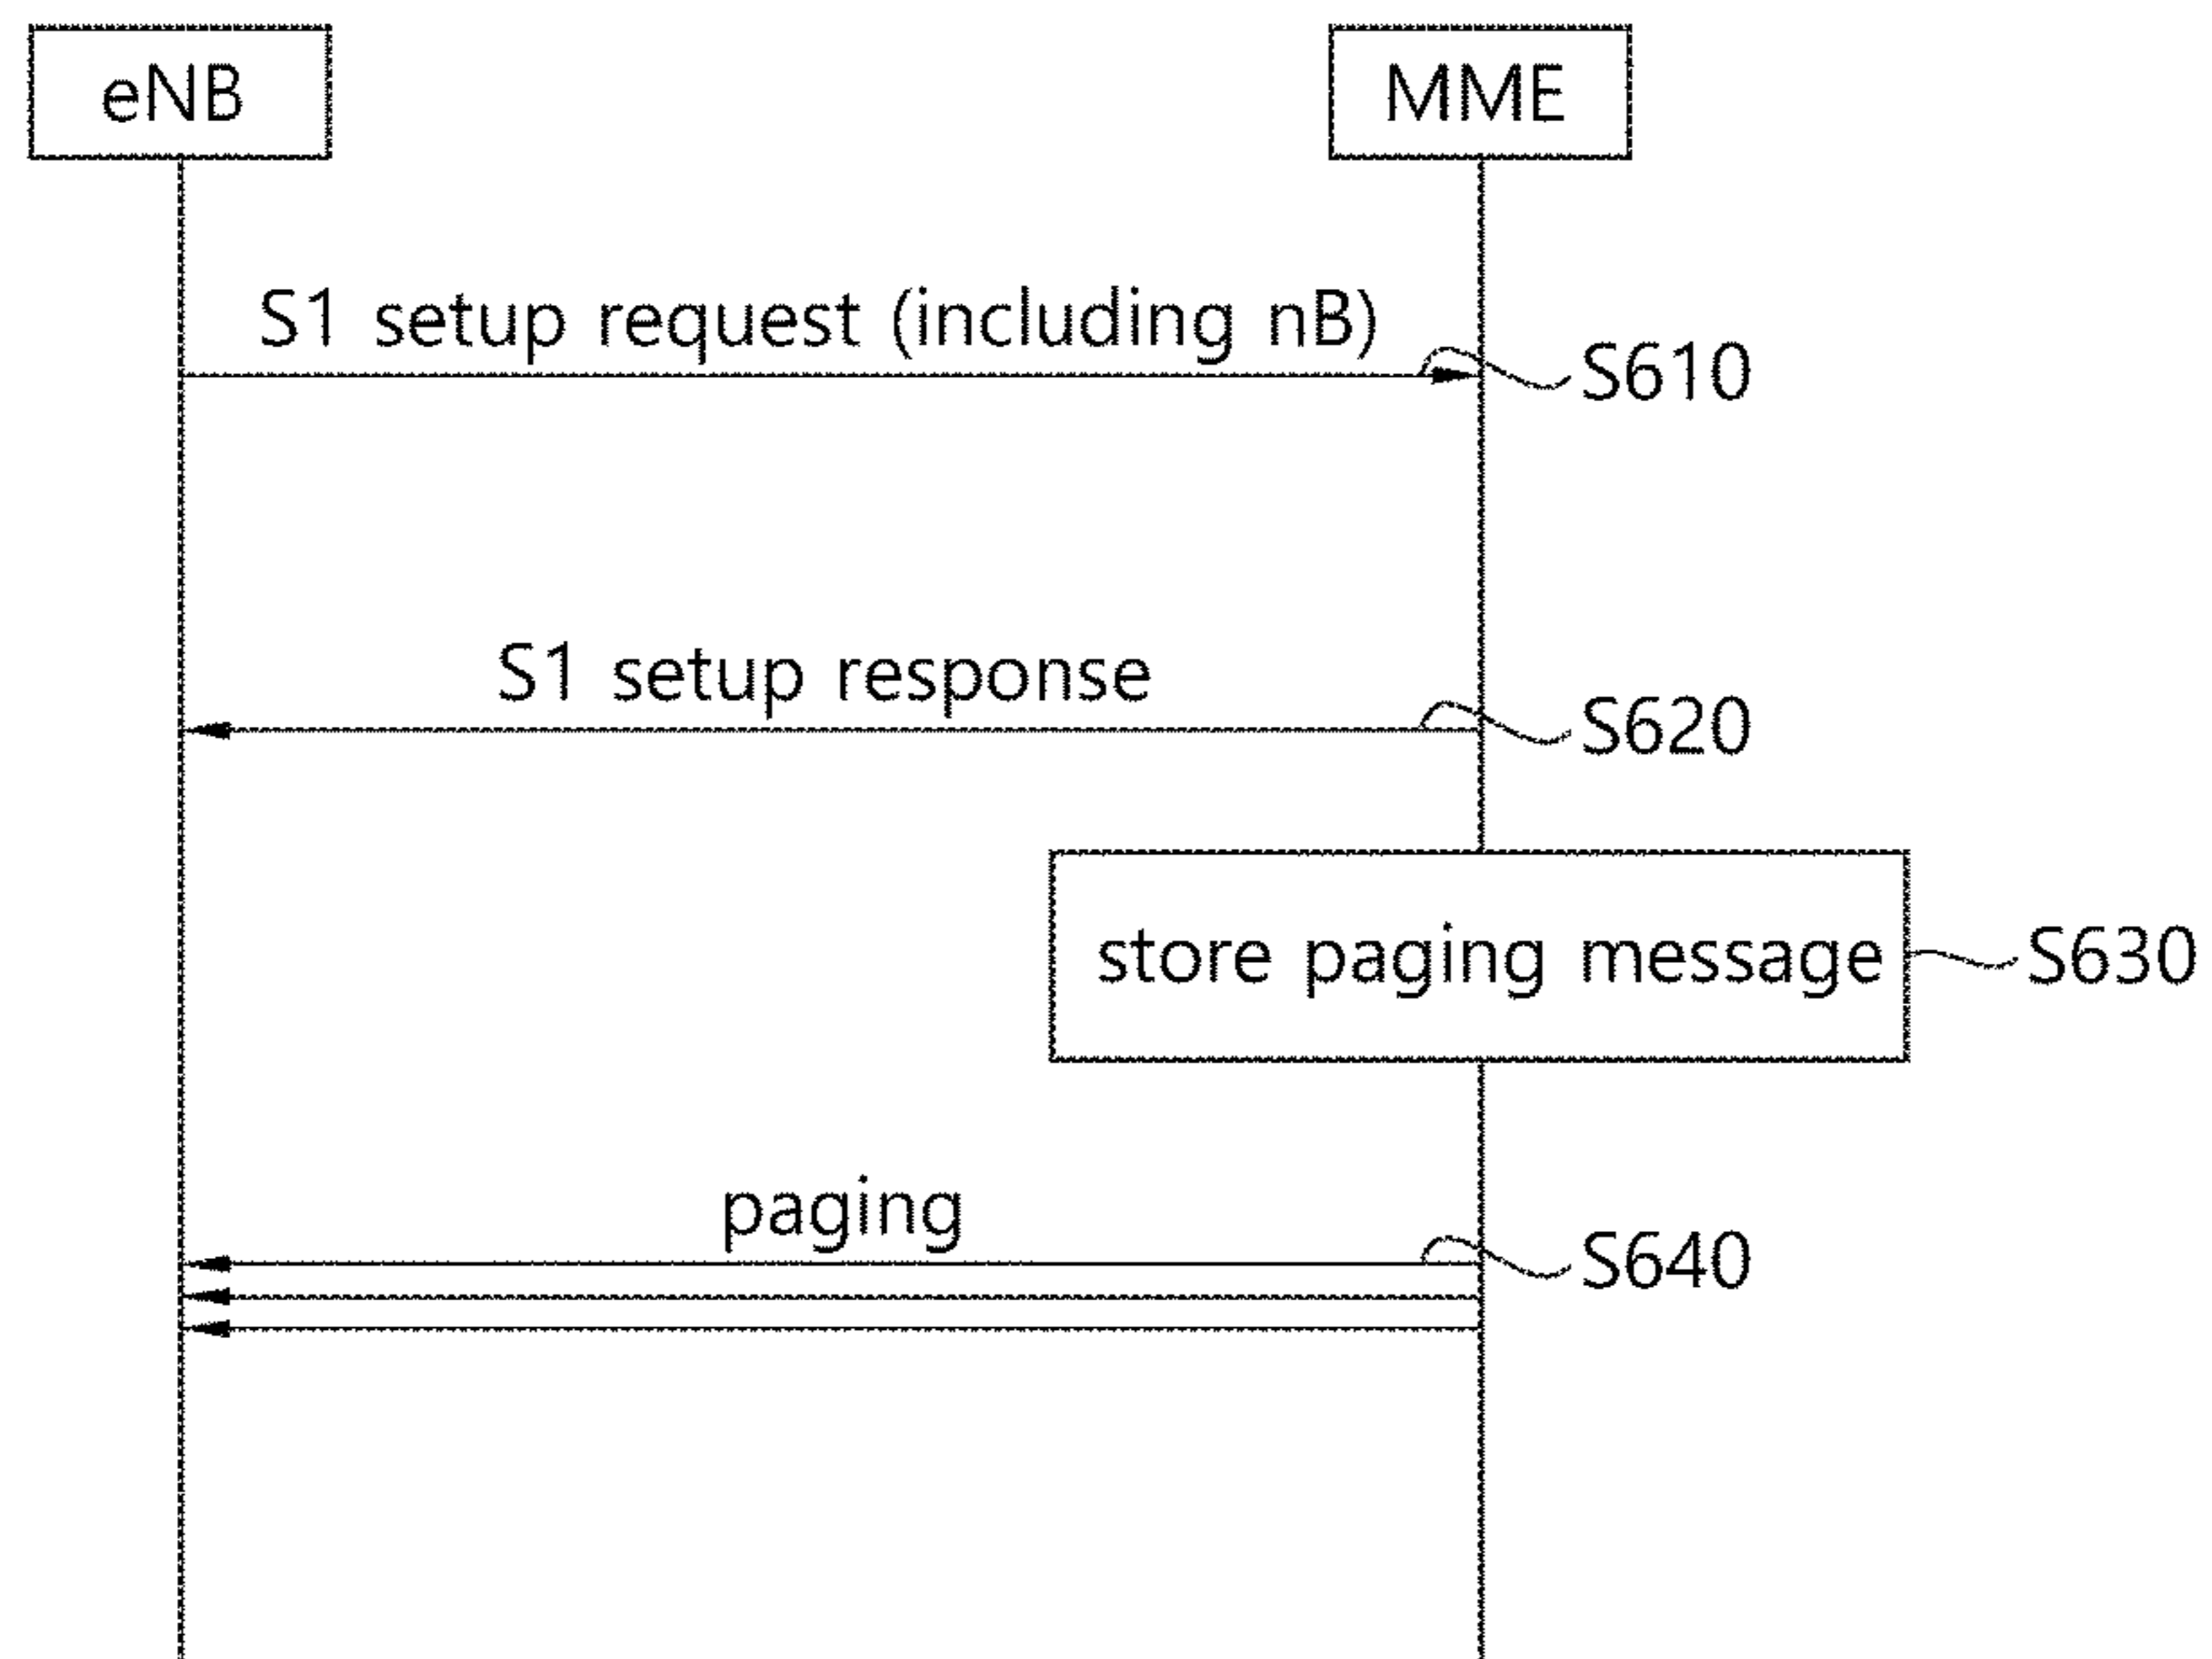 eNB
MME
S1 setup request (including nB)
S610
S1 setup response
S620
store paging message
S630
paging
S640